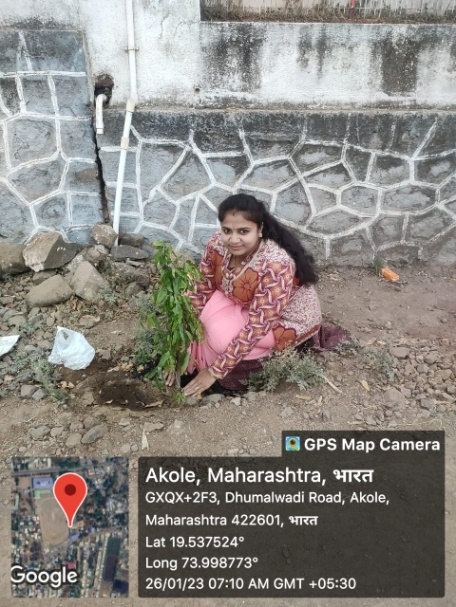 GPS Map Camera
Akole, Maharashtra, भारत
GXQX+2F3, Dhumalwadi Road, Akole,
Maharashtra 422601, भारत
Lat 19.537524°
Long 73.998773°
26/01/23 07:10 AM GMT +05:30
Google